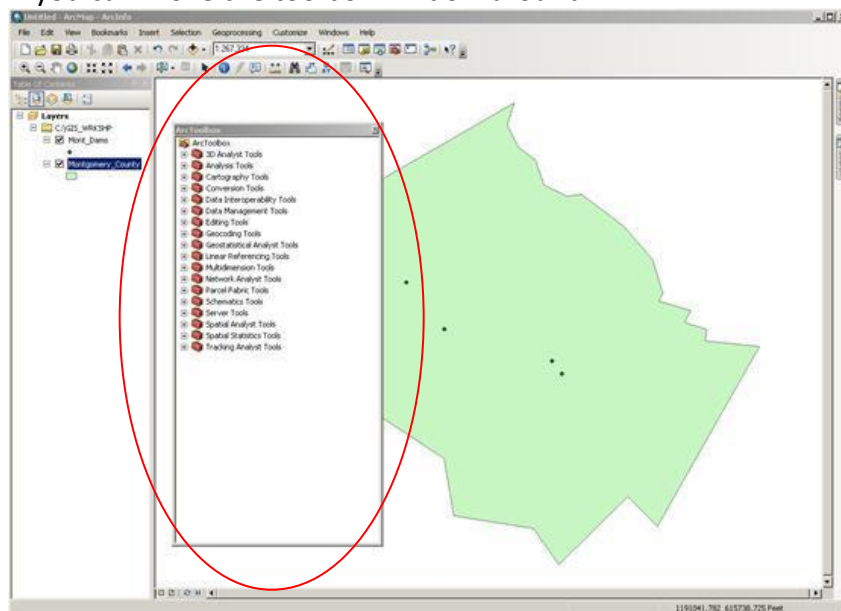 Untitled - ArcMap - ArcInfo
File Edit View Bookmarks Insert Selection Geoprocessing Customize Windows Help
1:267,334
Table Of Contents
Layers
C:\GIS_WRKSHP
Mont_Dams
Montgomery_County
ArcToolbox
ArcToolbox
3D Analyst Tools
Analysis Tools
Cartography Tools
Conversion Tools
Data Interoperability Tools
Data Management Tools
Editing Tools
Geocoding Tools
Geostatistical Analyst Tools
Linear Referencing Tools
Multidimension Tools
Network Analyst Tools
Parcel Fabric Tools
Schematics Tools
Server Tools
Spatial Analyst Tools
Spatial Statistics Tools
Tracking Analyst Tools
1191041.782 615738.725 Feet